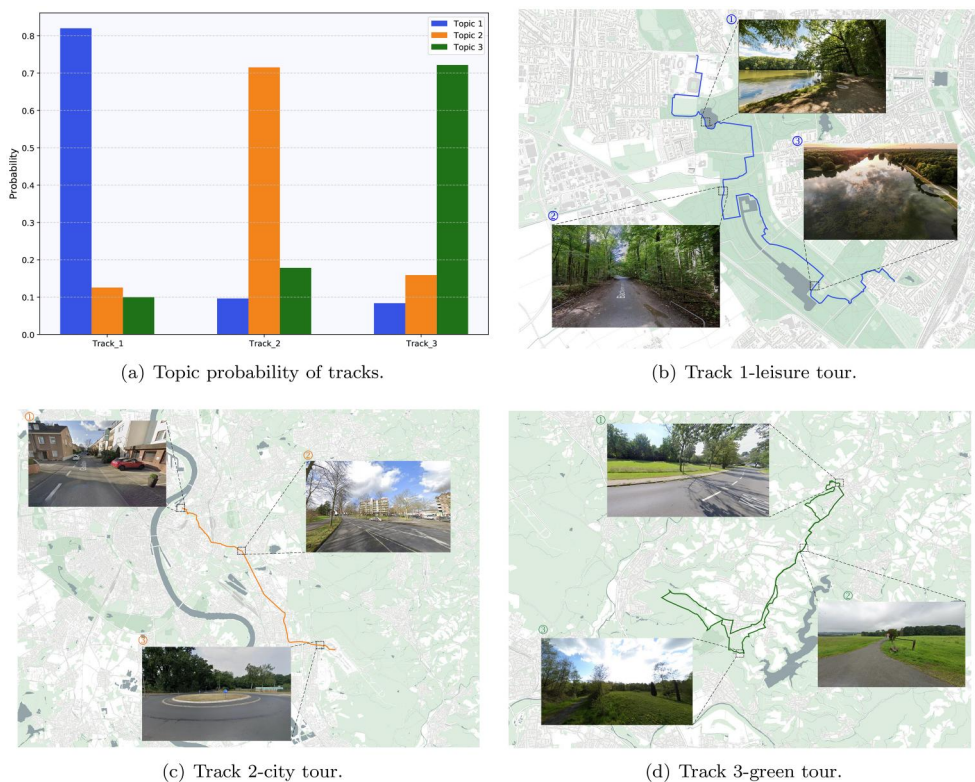 0.8
0.7
0.6
0.5
0.4
0.3
0.2
0.1
0.0
Probability
Track_1
Track_2
Track_3
Topic 1
Topic 2
Topic 3
(a) Topic probability of tracks.
①
②
③
(b) Track 1-leisure tour.
①
②
③
(c) Track 2-city tour.
①
②
③
(d) Track 3-green tour.